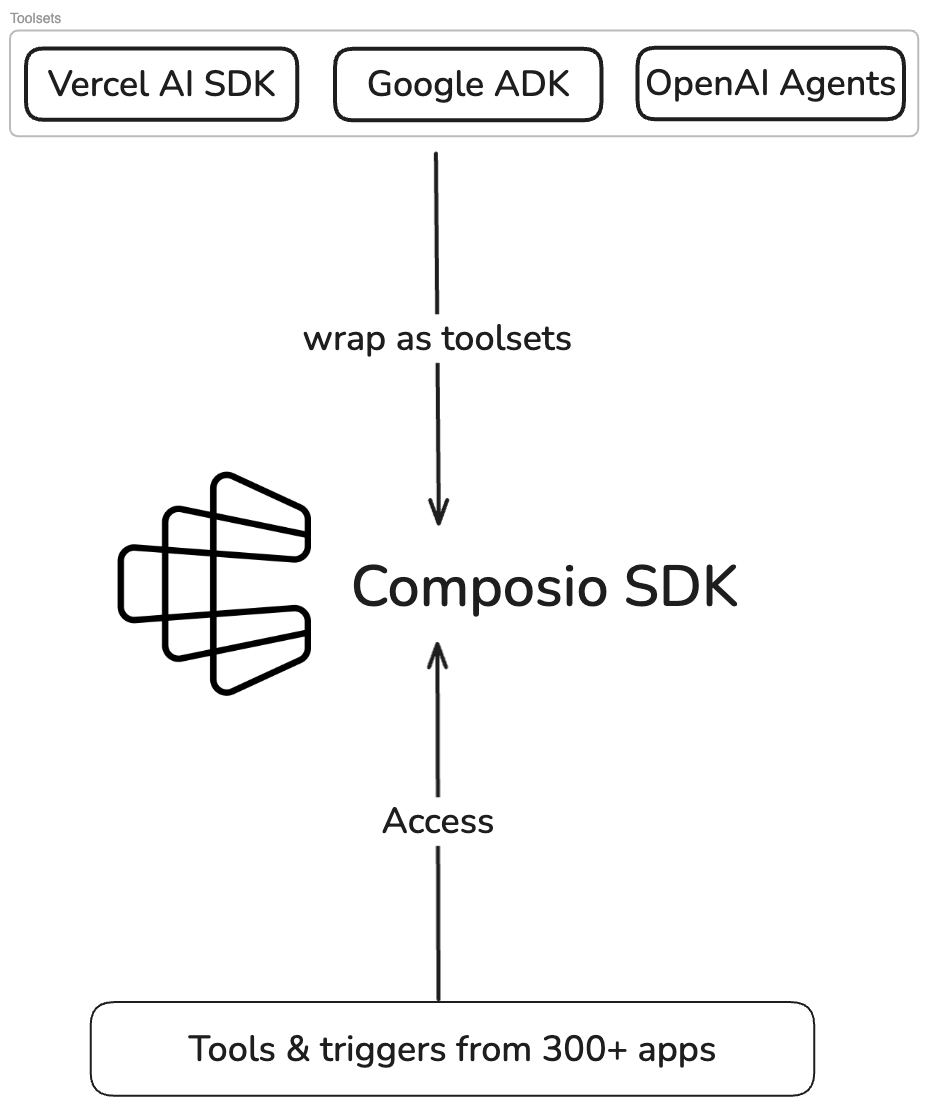 Toolsets
Vercel AI SDK
Google ADK
OpenAI Agents
wrap as toolsets
Composio SDK
Access
Tools & triggers from 300+ apps